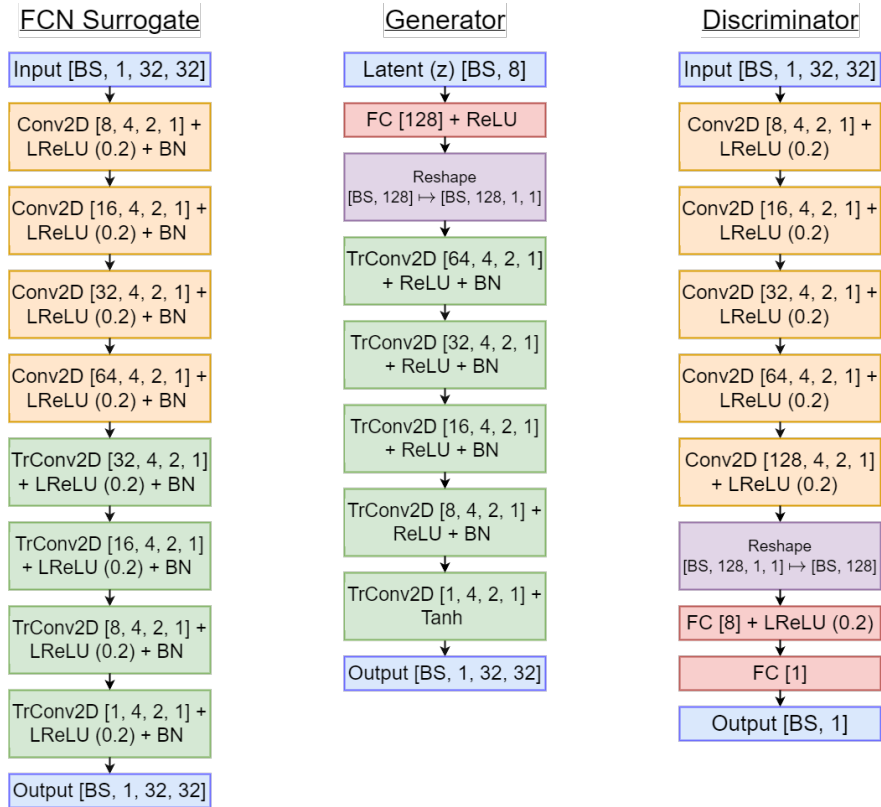 FCN Surrogate
Input [BS, 1, 32, 32]
Conv2D [8, 4, 2, 1] +
LReLU (0.2) + BN
Conv2D [16, 4, 2, 1] +
LReLU (0.2) + BN
Conv2D [32, 4, 2, 1] +
LReLU (0.2) + BN
Conv2D [64, 4, 2, 1] +
LReLU (0.2) + BN
TrConv2D [32, 4, 2, 1]
+ LReLU (0.2) + BN
TrConv2D [16, 4, 2, 1]
+ LReLU (0.2) + BN
TrConv2D [8, 4, 2, 1] +
LReLU (0.2) + BN
TrConv2D [1, 4, 2, 1] +
LReLU (0.2) + BN
Output [BS, 1, 32, 32]
Generator
Latent (z) [BS, 8]
FC [128] + ReLU
Reshape
[BS, 128] ↦ [BS, 128, 1, 1]
TrConv2D [64, 4, 2, 1]
+ ReLU + BN
TrConv2D [32, 4, 2, 1]
+ ReLU + BN
TrConv2D [16, 4, 2, 1]
+ ReLU + BN
TrConv2D [8, 4, 2, 1] +
ReLU + BN
TrConv2D [1, 4, 2, 1] +
Tanh
Output [BS, 1, 32, 32]
Discriminator
Input [BS, 1, 32, 32]
Conv2D [8, 4, 2, 1] +
LReLU (0.2)
Conv2D [16, 4, 2, 1] +
LReLU (0.2)
Conv2D [32, 4, 2, 1] +
LReLU (0.2)
Conv2D [64, 4, 2, 1] +
LReLU (0.2)
Conv2D [128, 4, 2, 1]
+ LReLU (0.2)
Reshape
[BS, 128, 1, 1] ↦ [BS, 128]
FC [8] + LReLU (0.2)
FC [1]
Output [BS, 1]